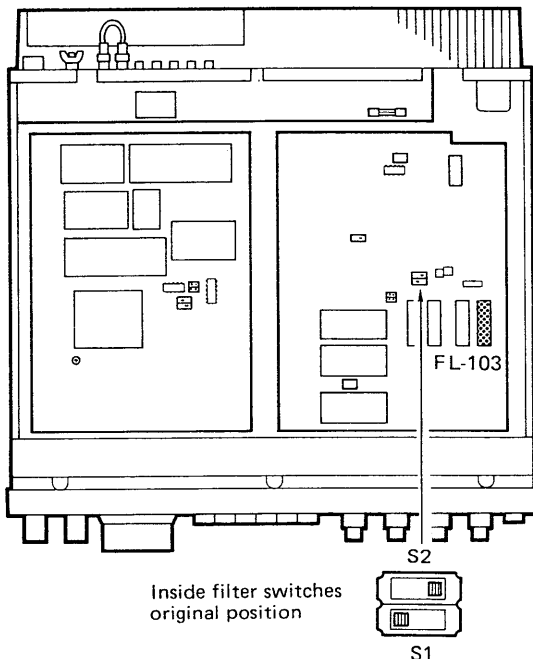 FL-103
S2
Inside filter switches
original position
S1